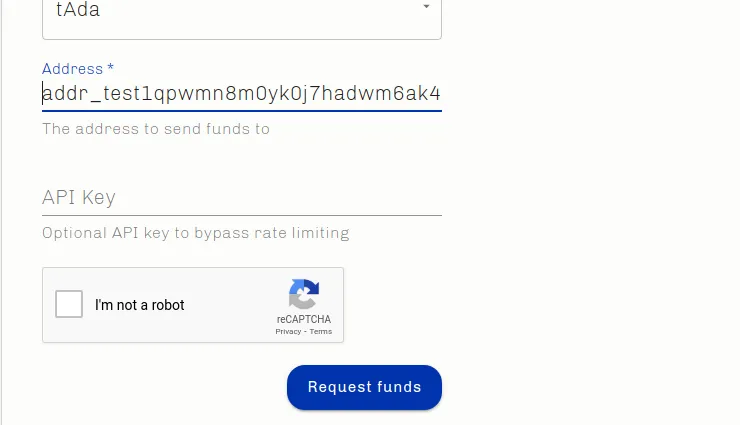 tAda
Address *
addr_test1qpwmn8m0yk0j7hadwm6ak4
The address to send funds to
API Key
Optional API key to bypass rate limiting
I'm not a robot
reCAPTCHA
Privacy - Terms
Request funds